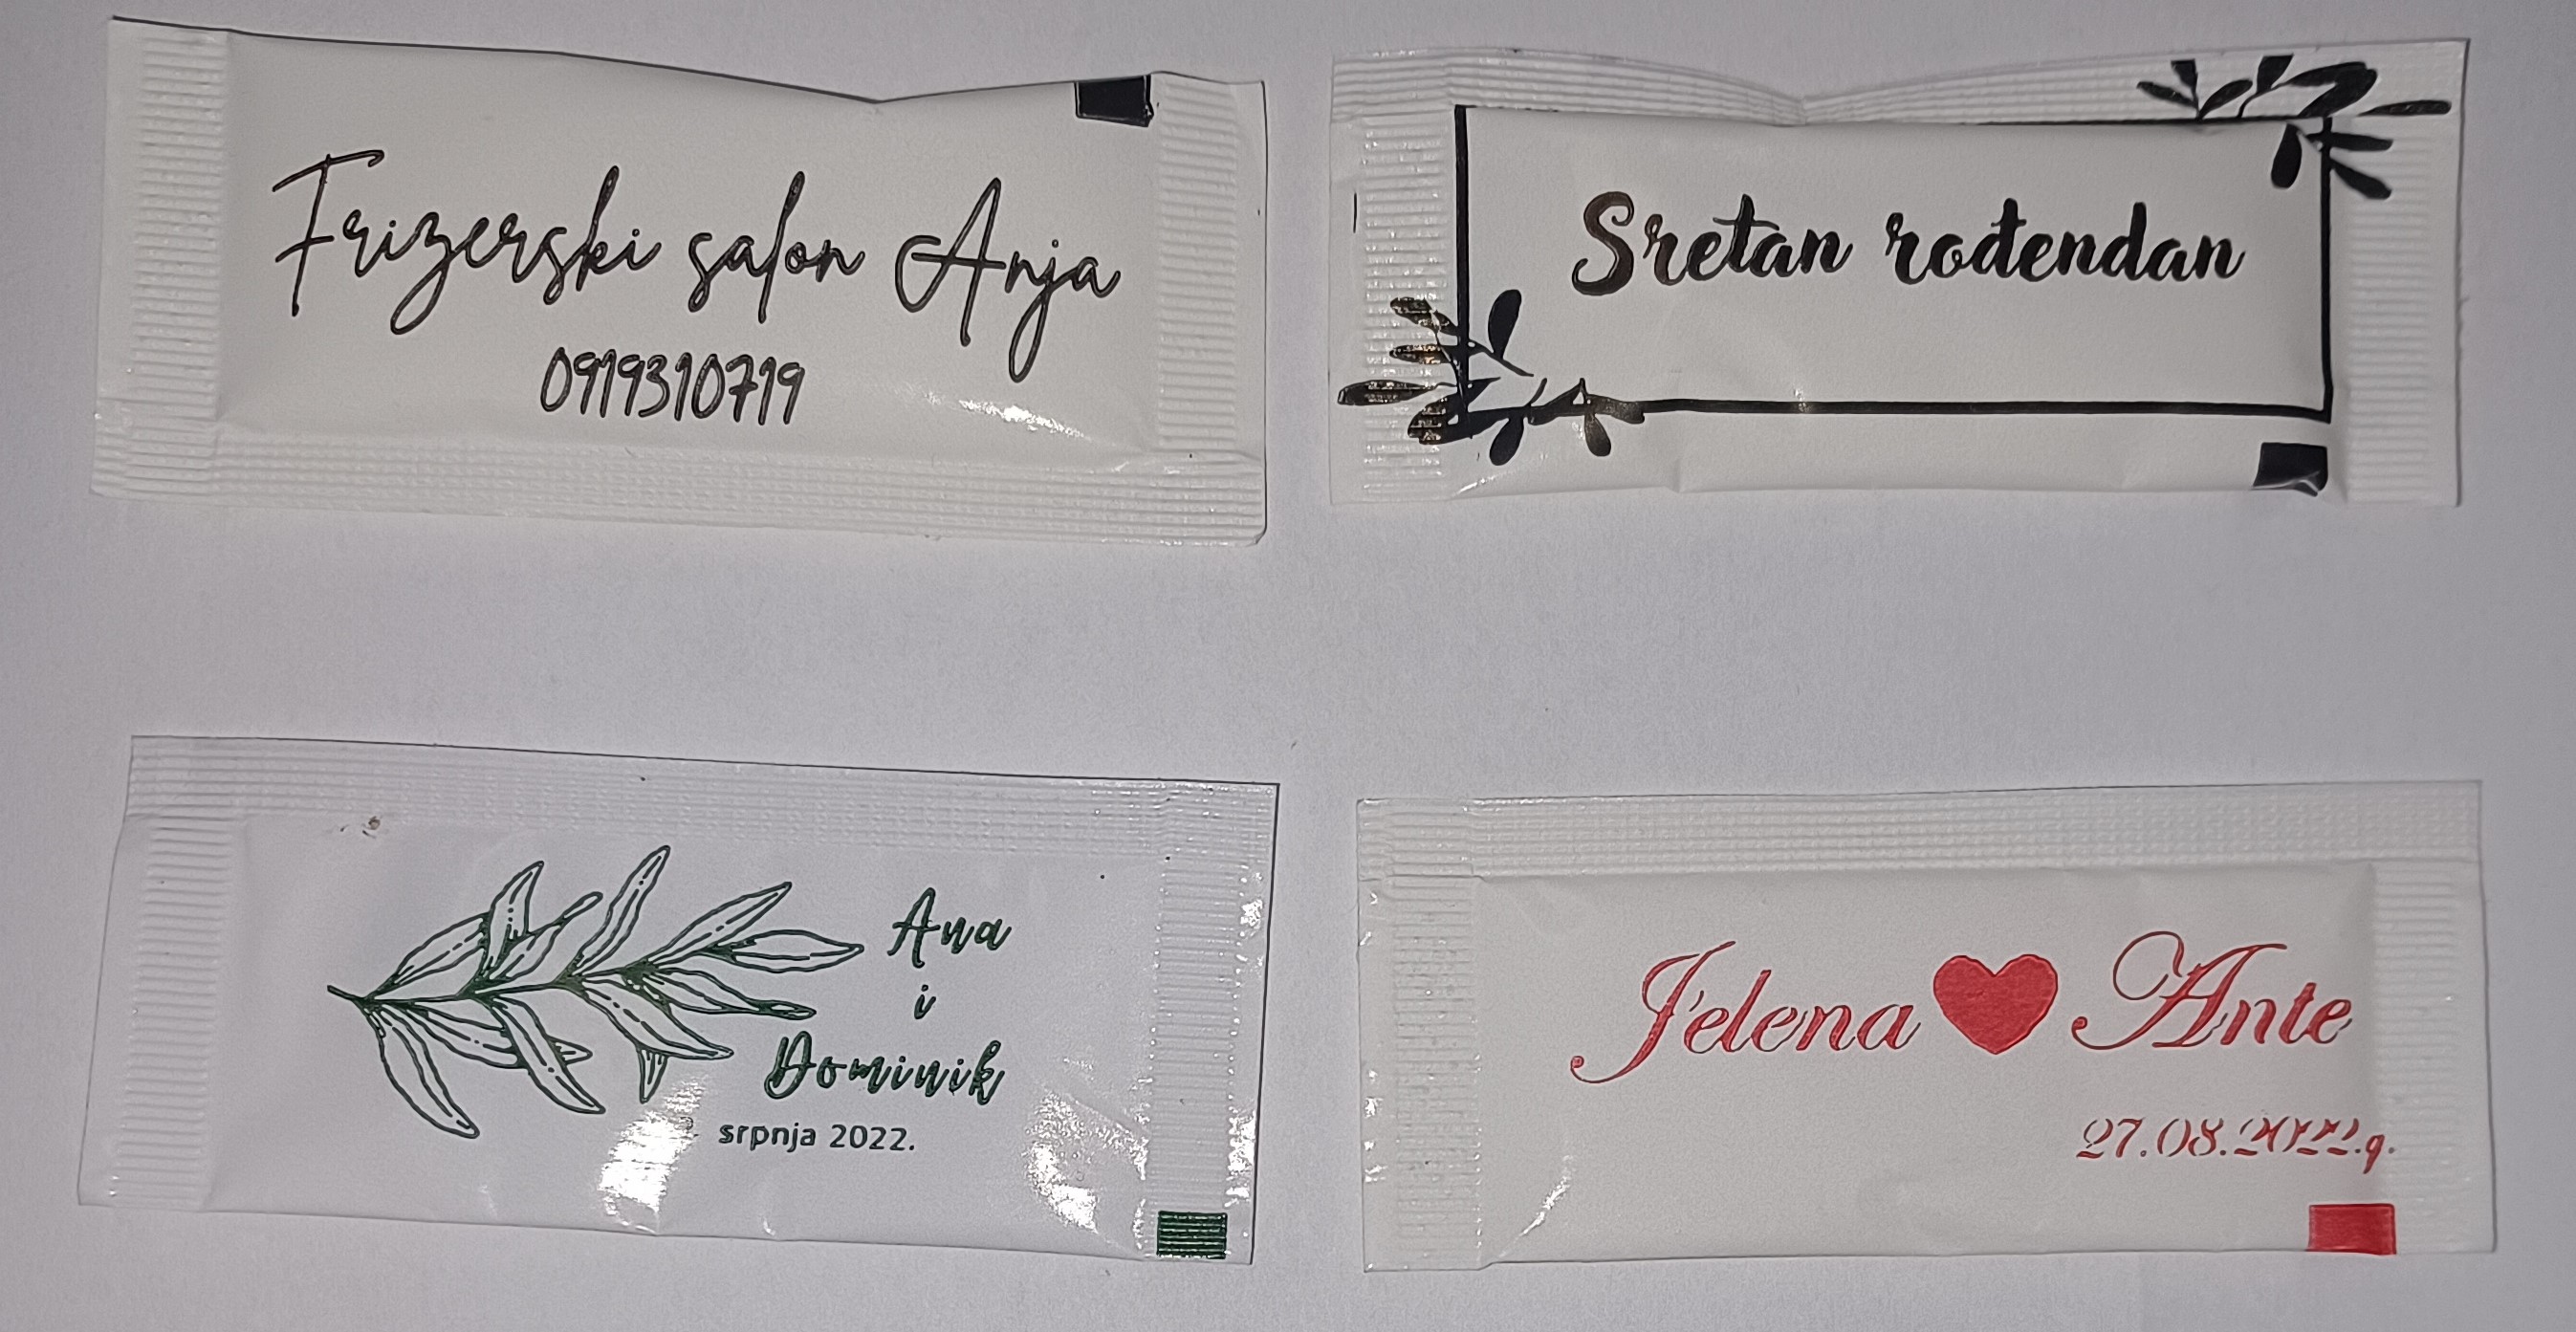 Frizerski salon Anja
0919310719
Sretan rođendan
Ana
i
Dominik
srpnja 2022.
Jelena Ante
27.08.2022.g.